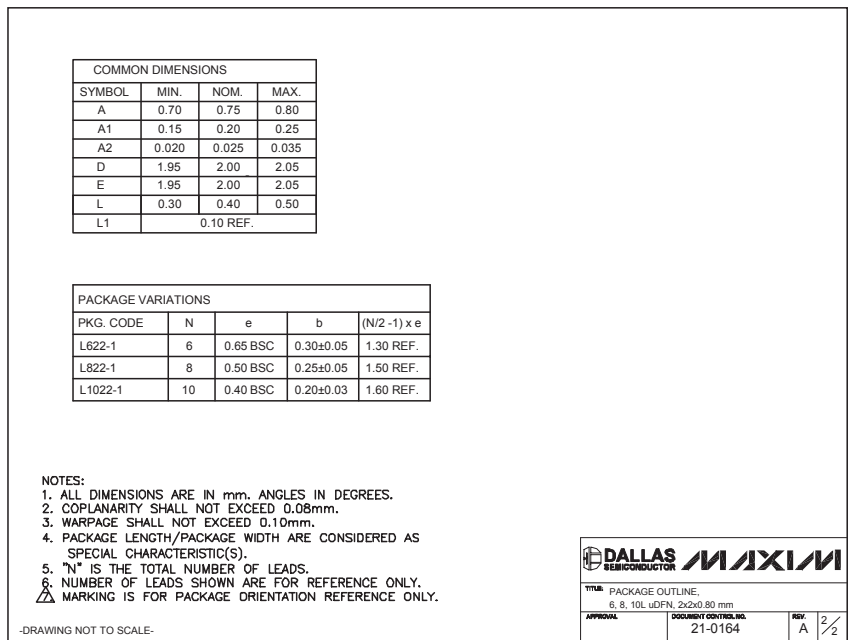 COMMON DIMENSIONS
SYMBOL MIN. NOM. MAX.
A 0.70 0.75 0.80
A1 0.15 0.20 0.25
A2 0.020 0.025 0.035
D 1.95 2.00 2.05
E 1.95 2.00 2.05
L 0.30 0.40 0.50
L1 0.10 REF.
PACKAGE VARIATIONS
PKG. CODE N e b (N/2 -1) x e
L622-1 6 0.65 BSC 0.30±0.05 1.30 REF.
L822-1 8 0.50 BSC 0.25±0.05 1.50 REF.
L1022-1 10 0.40 BSC 0.20±0.03 1.60 REF.
NOTES:
1. ALL DIMENSIONS ARE IN mm. ANGLES IN DEGREES.
2. COPLANARITY SHALL NOT EXCEED 0.08mm.
3. WARPAGE SHALL NOT EXCEED 0.10mm.
4. PACKAGE LENGTH/PACKAGE WIDTH ARE CONSIDERED AS
SPECIAL CHARACTERISTIC(S).
5. "N" IS THE TOTAL NUMBER OF LEADS.
6. NUMBER OF LEADS SHOWN ARE FOR REFERENCE ONLY.
7 MARKING IS FOR PACKAGE ORIENTATION REFERENCE ONLY.
-DRAWING NOT TO SCALE-
DALLAS SEMICONDUCTOR MAXIM
TITLE: PACKAGE OUTLINE,
6, 8, 10L uDFN, 2x2x0.80 mm
APPROVAL DOCUMENT CONTROL NO. REV.
21-0164 A 2/2